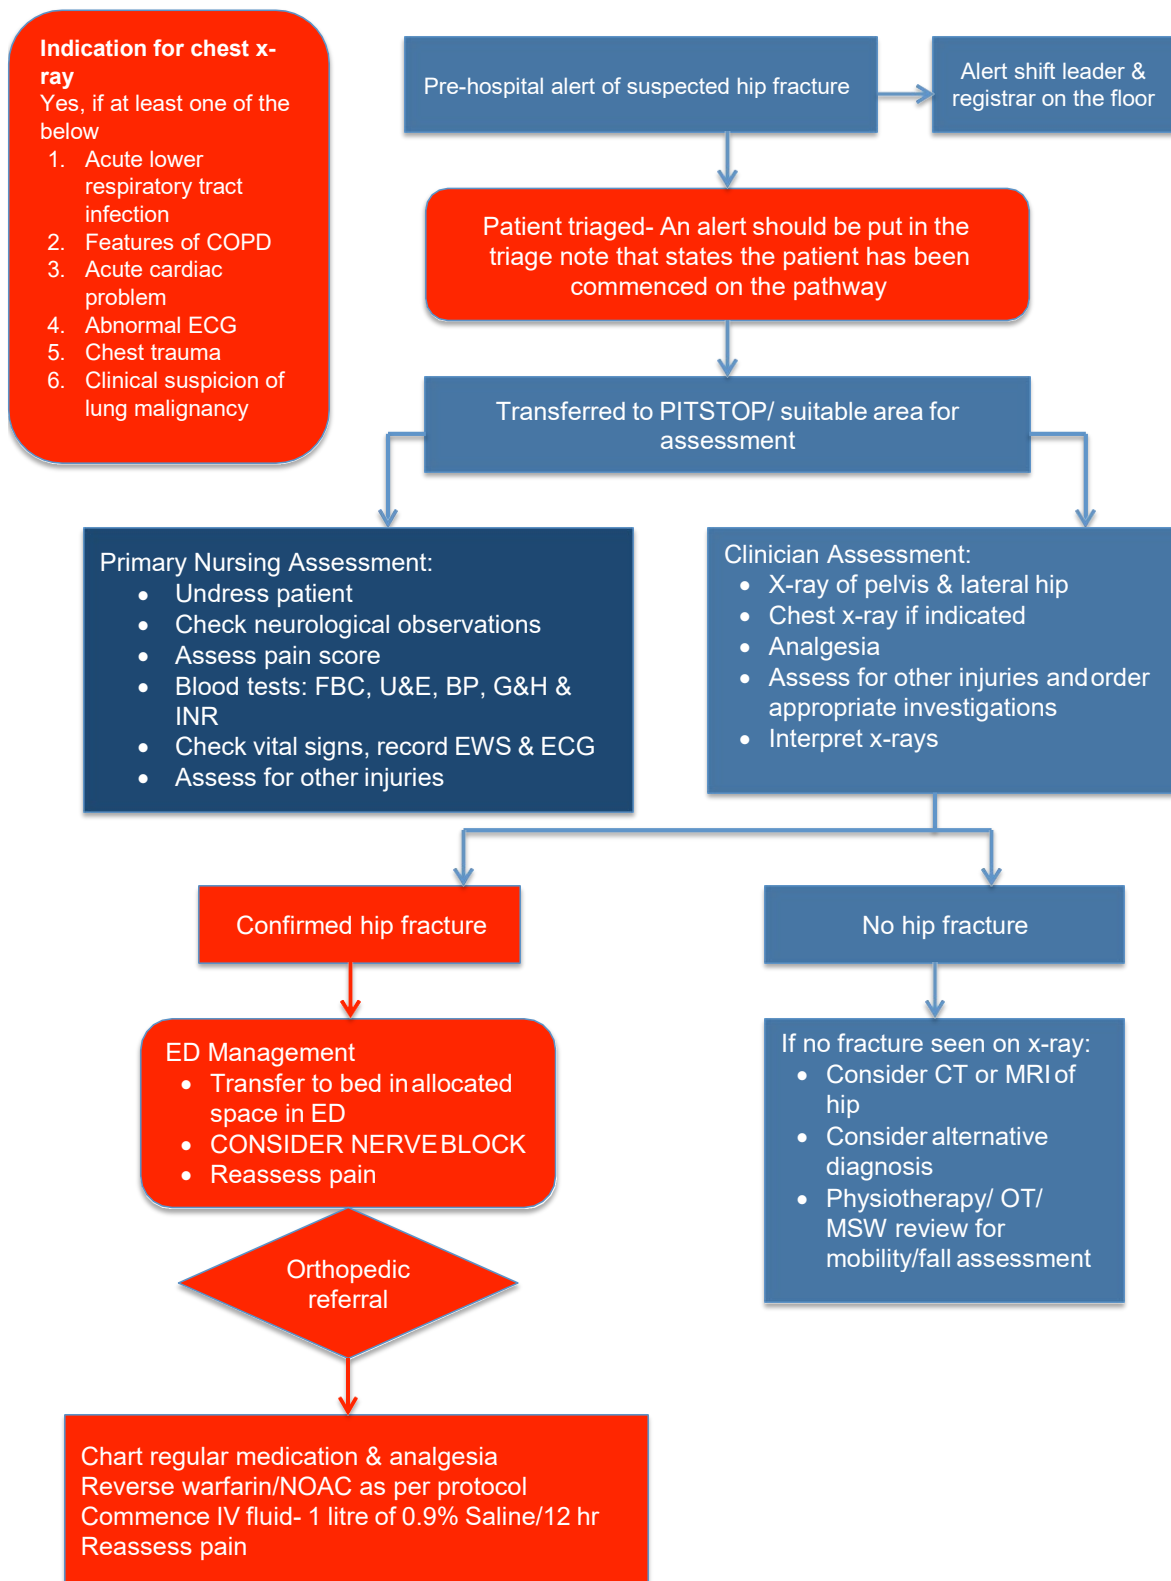 Indication for chest x-
ray
Yes, if at least one of the
below
1. Acute lower
respiratory tract
infection
2. Features of COPD
3. Acute cardiac
problem
4. Abnormal ECG
5. Chest trauma
6. Clinical suspicion of
lung malignancy
Pre-hospital alert of suspected hip fracture
Alert shift leader &
registrar on the floor
Patient triaged- An alert should be put in the
triage note that states the patient has been
commenced on the pathway
Transferred to PITSTOP/ suitable area for
assessment
Primary Nursing Assessment:
• Undress patient
• Check neurological observations
• Assess pain score
• Blood tests: FBC, U&E, BP, G&H &
INR
• Check vital signs, record EWS & ECG
• Assess for other injuries
Clinician Assessment:
• X-ray of pelvis & lateral hip
• Chest x-ray if indicated
• Analgesia
• Assess for other injuries and order
appropriate investigations
• Interpret x-rays
Confirmed hip fracture
No hip fracture
ED Management
• Transfer to bed in allocated
space in ED
• CONSIDER NERVE BLOCK
• Reassess pain
If no fracture seen on x-ray:
• Consider CT or MRI of
hip
• Consider alternative
diagnosis
• Physiotherapy/ OT/
MSW review for
mobility/fall assessment
Orthopedic
referral
Chart regular medication & analgesia
Reverse warfarin/NOAC as per protocol
Commence IV fluid- 1 litre of 0.9% Saline/12 hr
Reassess pain